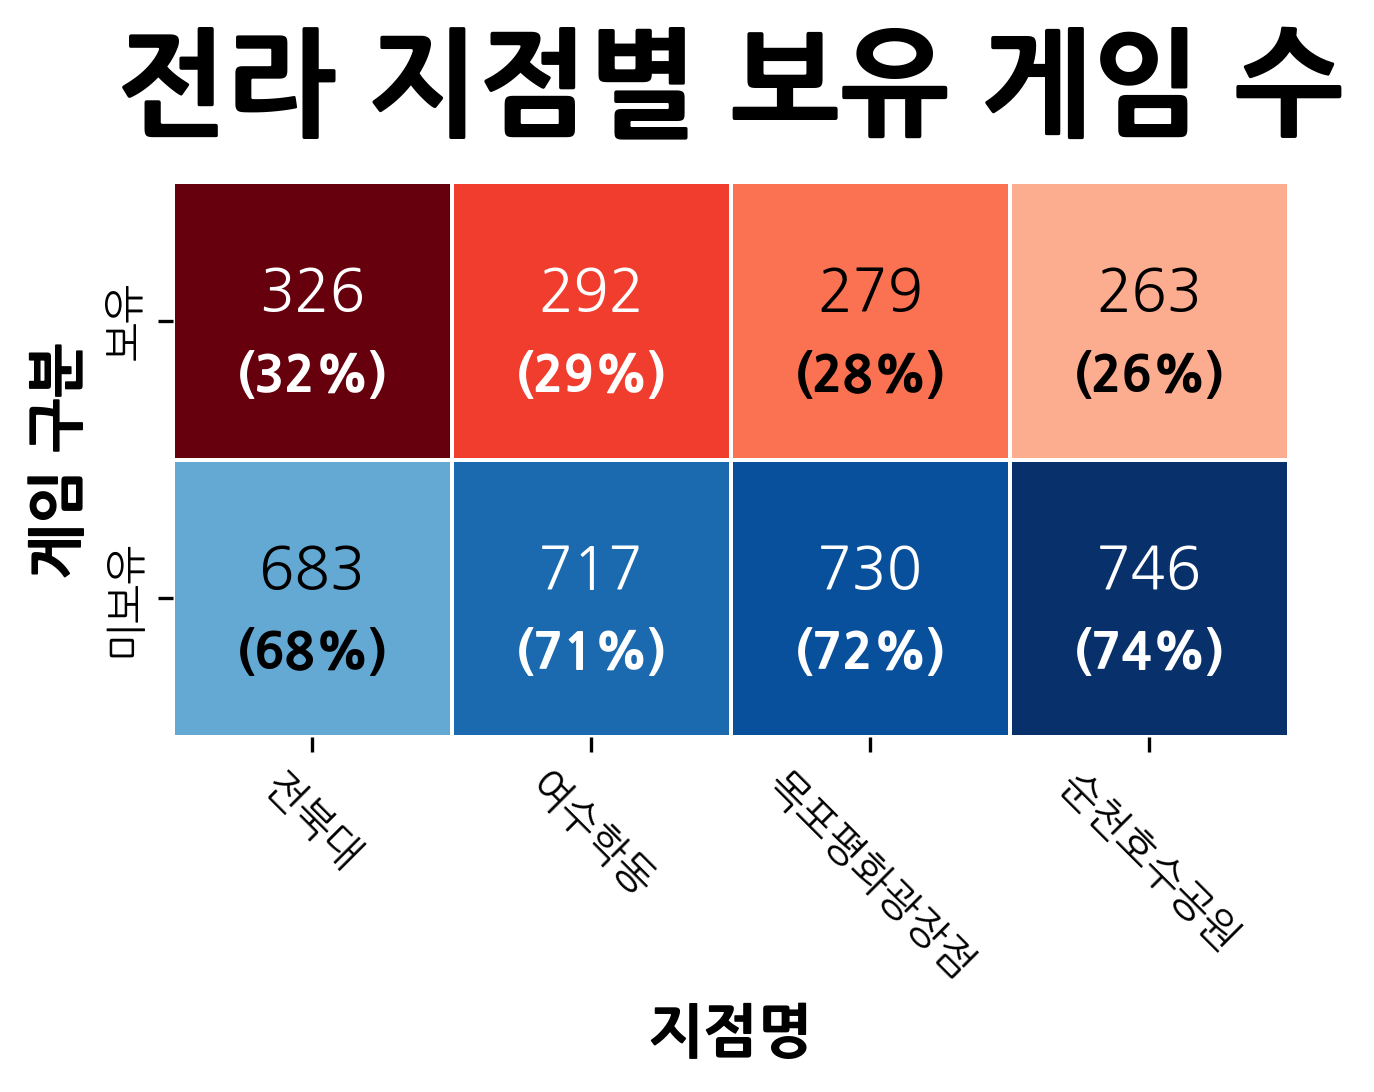 전라 지점별 보유 게임 수
게임 구분
보유
326 292 279 263
(32%) (29%) (28%) (26%)
미보유
683 717 730 746
(68%) (71%) (72%) (74%)
전북대 여수학동 목포평화광장점 순천호수공원
지점명